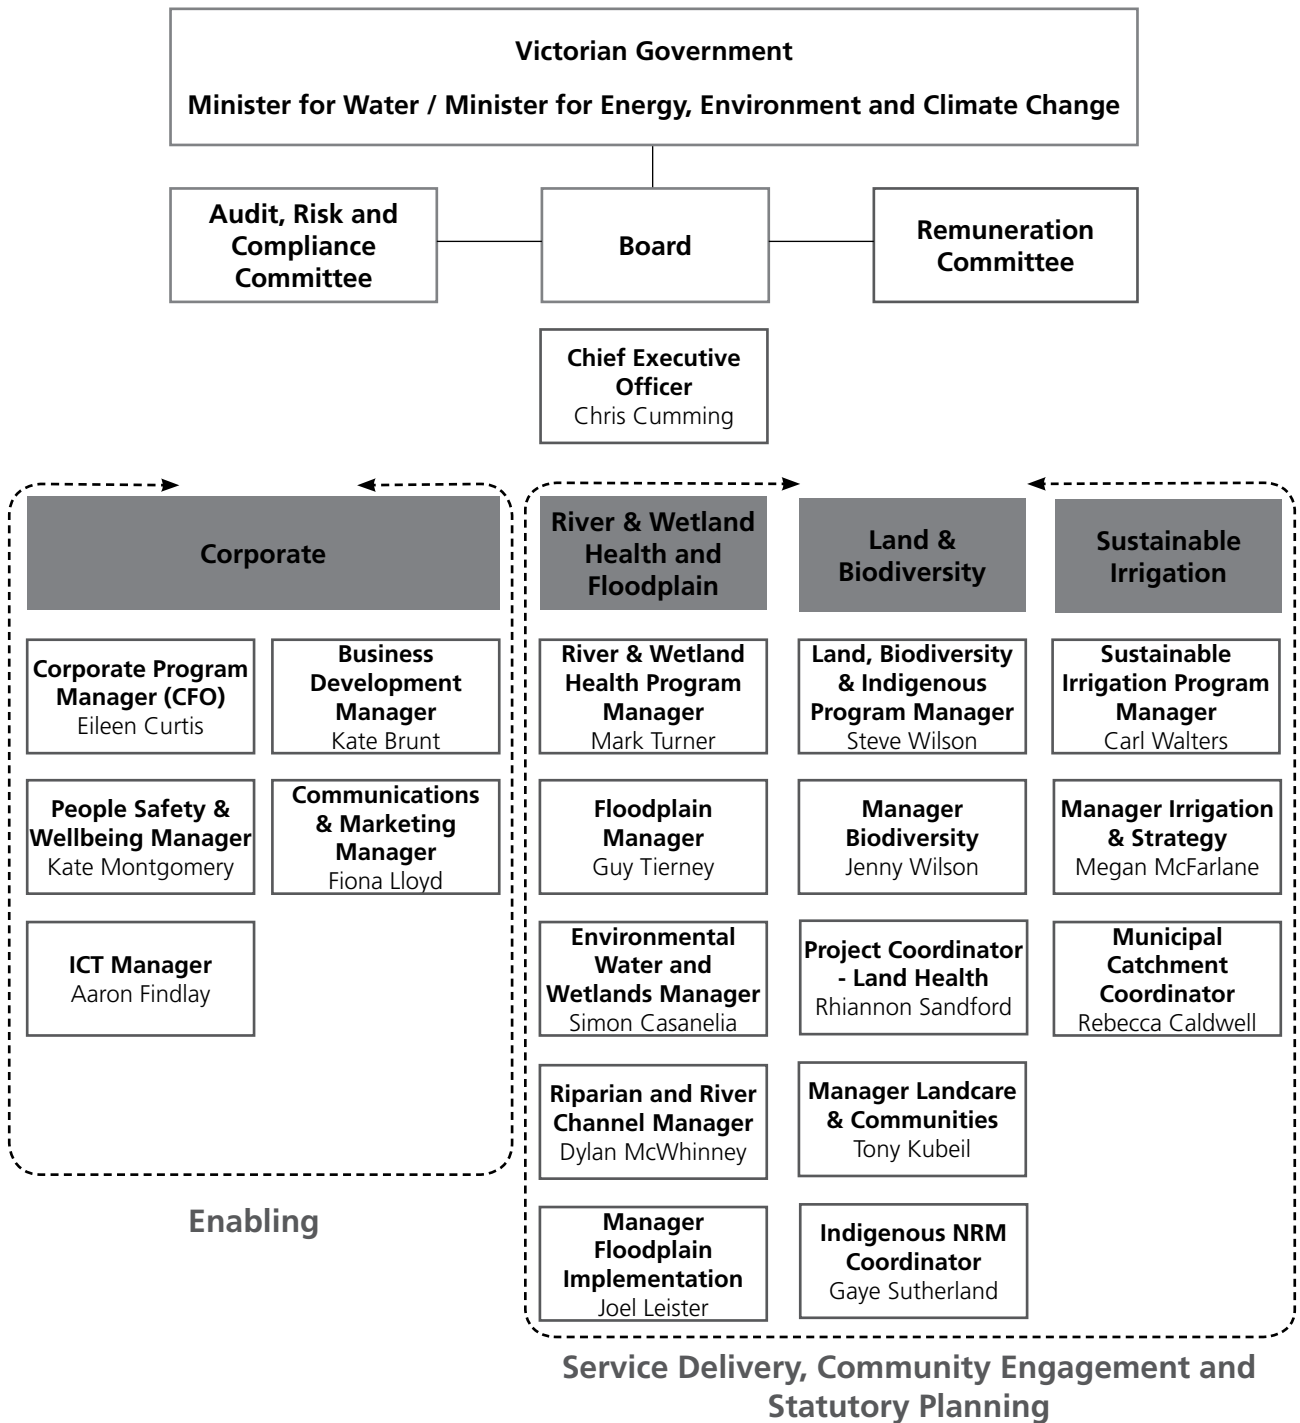 Victorian Government
Minister for Water / Minister for Energy, Environment and Climate Change
Audit, Risk and
Compliance
Committee
Board
Remuneration
Committee
Chief Executive
Officer
Chris Cumming
Corporate
River & Wetland
Health and
Floodplain
Land &
Biodiversity
Sustainable
Irrigation
Corporate Program
Manager (CFO)
Eileen Curtis
Business
Development
Manager
Kate Brunt
River & Wetland
Health Program
Manager
Mark Turner
Land, Biodiversity
& Indigenous
Program Manager
Steve Wilson
Sustainable
Irrigation Program
Manager
Carl Walters
People Safety &
Wellbeing Manager
Kate Montgomery
Communications
& Marketing
Manager
Fiona Lloyd
Floodplain
Manager
Guy Tierney
Manager
Biodiversity
Jenny Wilson
Manager Irrigation
& Strategy
Megan McFarlane
ICT Manager
Aaron Findlay
Environmental
Water and
Wetlands Manager
Simon Casanelia
Project Coordinator
- Land Health
Rhiannon Sandford
Municipal
Catchment
Coordinator
Rebecca Caldwell
Riparian and River
Channel Manager
Dylan McWhinney
Manager Landcare
& Communities
Tony Kubeil
Manager
Floodplain
Implementation
Joel Leister
Indigenous NRM
Coordinator
Gaye Sutherland
Enabling
Service Delivery, Community Engagement and
Statutory Planning